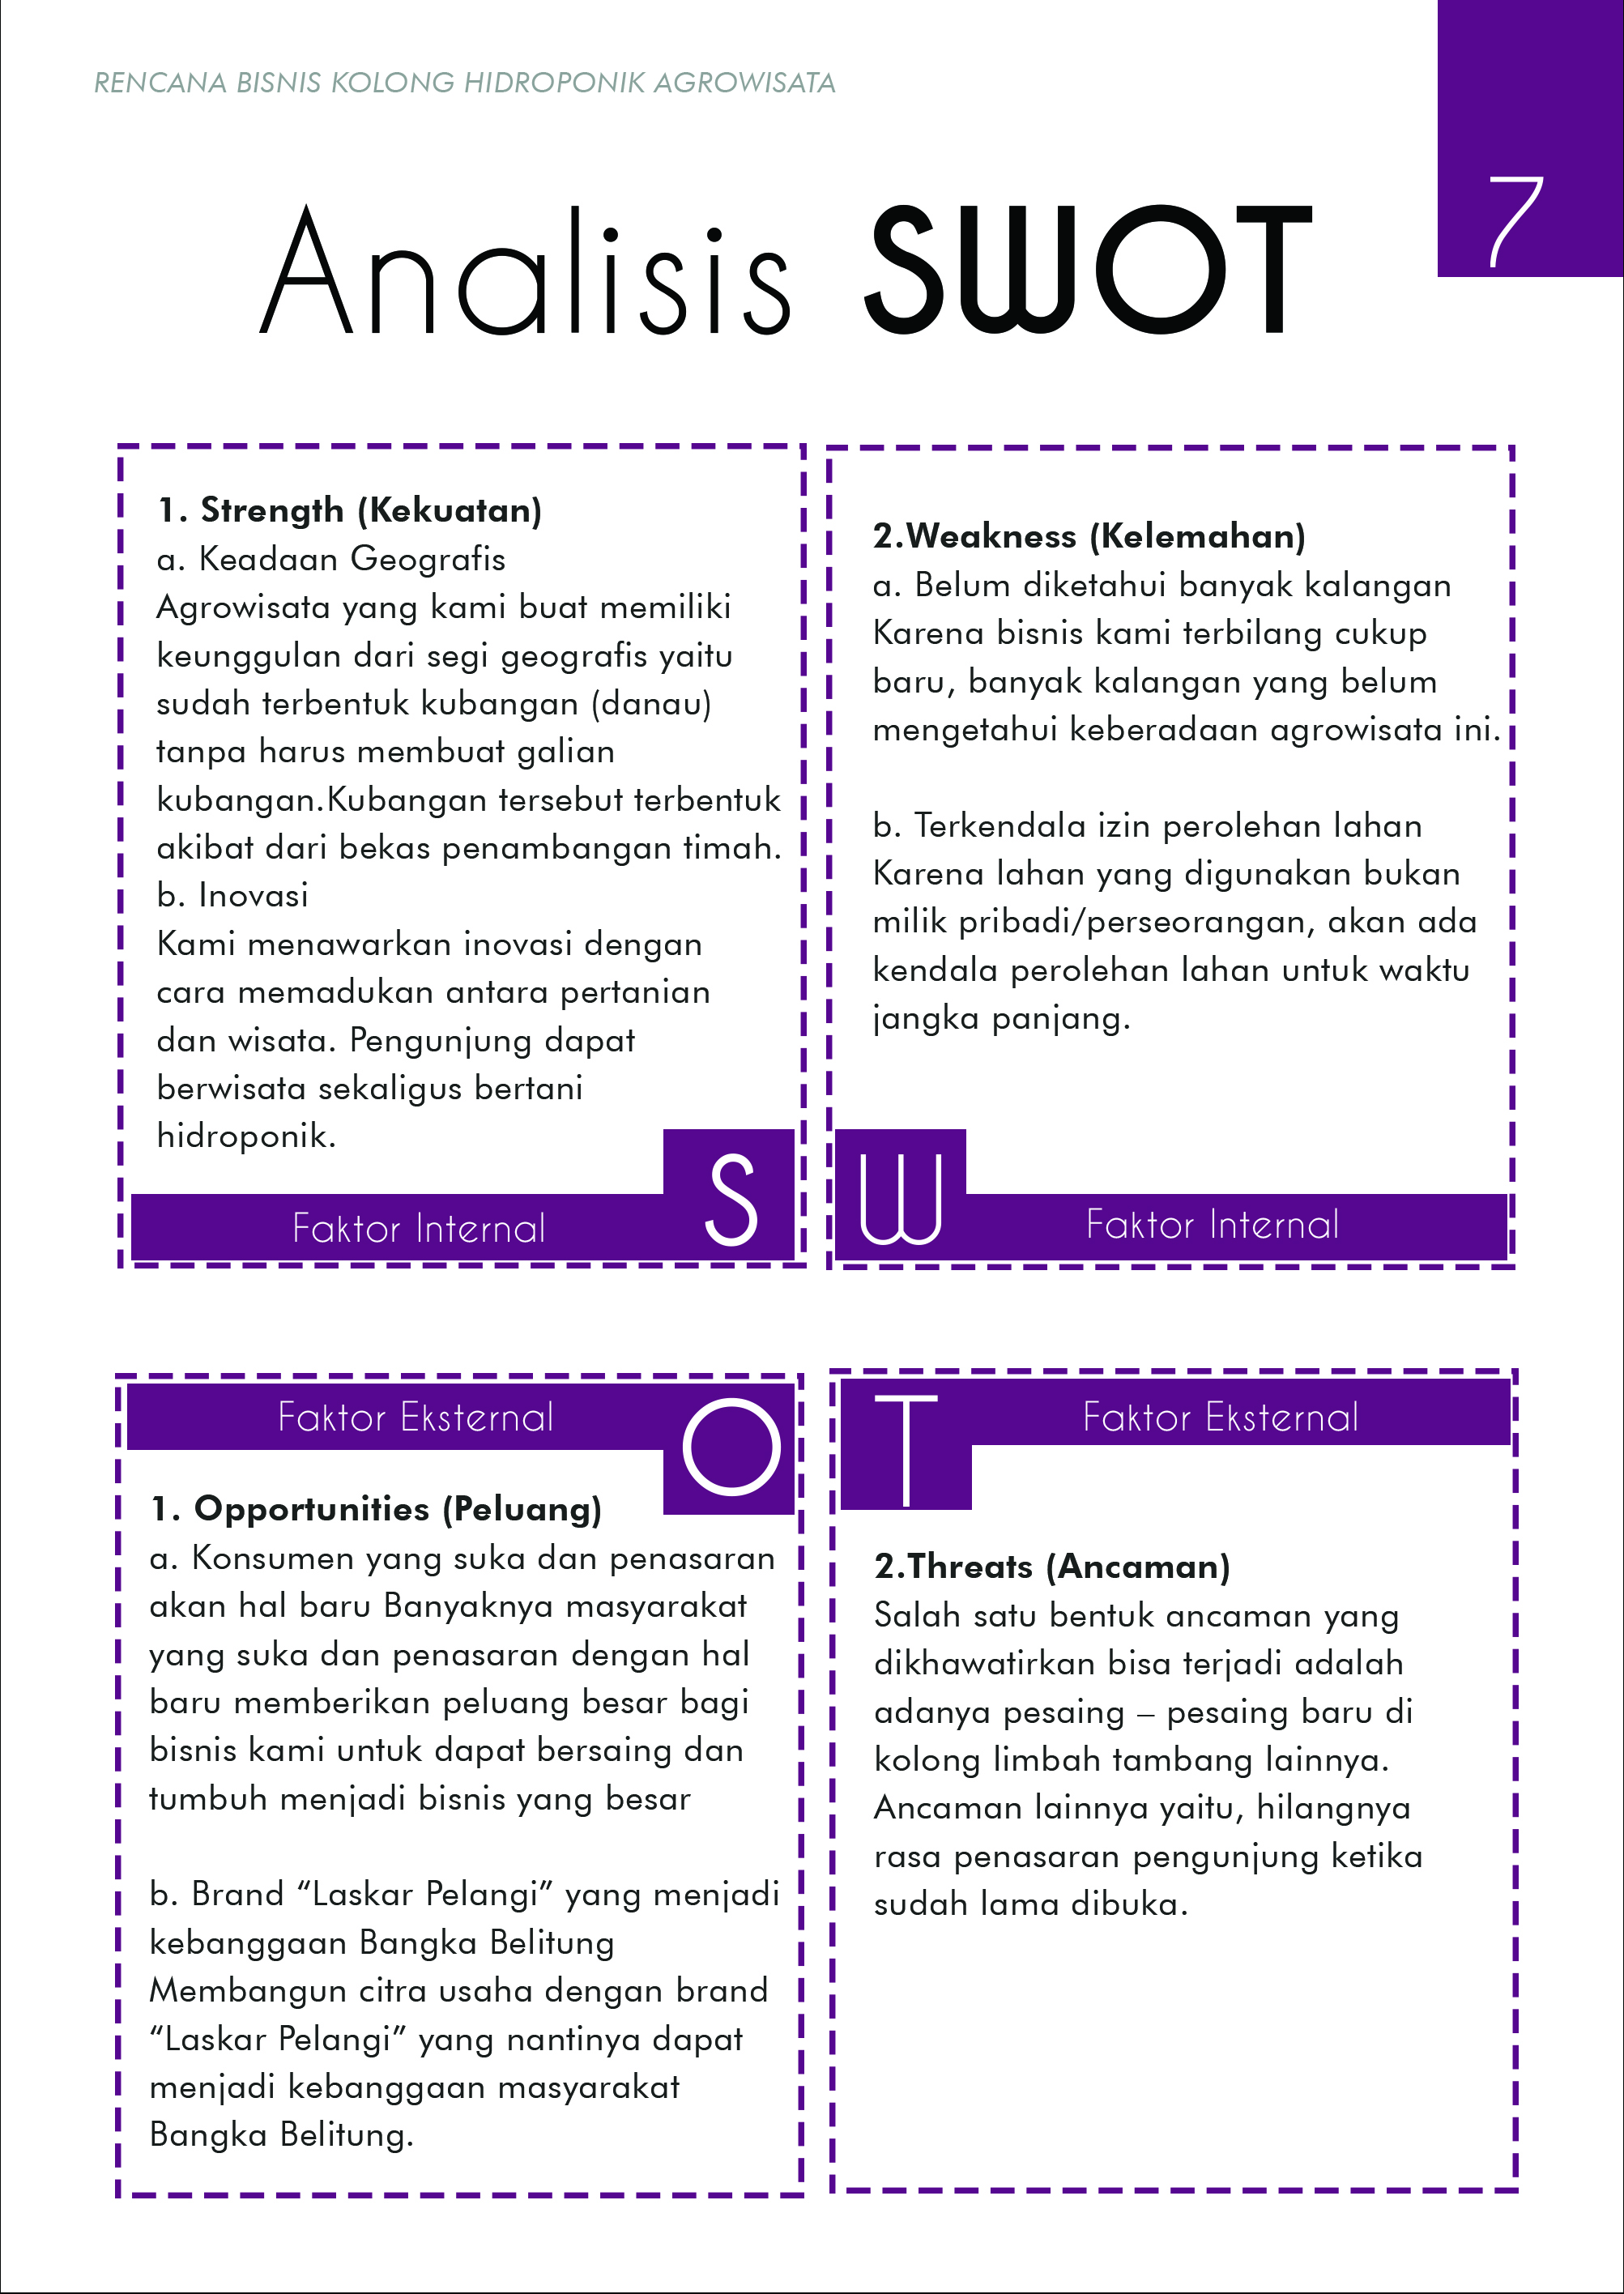 RENCANA BISNIS KOLONG HIDROPONIK AGROWISATA
7
Analisis SWOT
1. Strength (Kekuatan)
a. Keadaan Geografis
Agrowisata yang kami buat memiliki
keunggulan dari segi geografis yaitu
sudah terbentuk kubangan (danau)
tanpa harus membuat galian
kubangan.Kubangan tersebut terbentuk
akibat dari bekas penambangan timah.
b. Inovasi
Kami menawarkan inovasi dengan
cara memadukan antara pertanian
dan wisata. Pengunjung dapat
berwisata sekaligus bertani
hidroponik.
Faktor Internal
S
2.Weakness (Kelemahan)
a. Belum diketahui banyak kalangan
Karena bisnis kami terbilang cukup
baru, banyak kalangan yang belum
mengetahui keberadaan agrowisata ini.
b. Terkendala izin perolehan lahan
Karena lahan yang digunakan bukan
milik pribadi/perseorangan, akan ada
kendala perolehan lahan untuk waktu
jangka panjang.
W
Faktor Internal
Faktor Eksternal
O
1. Opportunities (Peluang)
a. Konsumen yang suka dan penasaran
akan hal baru Banyaknya masyarakat
yang suka dan penasaran dengan hal
baru memberikan peluang besar bagi
bisnis kami untuk dapat bersaing dan
tumbuh menjadi bisnis yang besar
b. Brand “Laskar Pelangi” yang menjadi
kebanggaan Bangka Belitung
Membangun citra usaha dengan brand
“Laskar Pelangi” yang nantinya dapat
menjadi kebanggaan masyarakat
Bangka Belitung.
T
Faktor Eksternal
2.Threats (Ancaman)
Salah satu bentuk ancaman yang
dikhawatirkan bisa terjadi adalah
adanya pesaing – pesaing baru di
kolong limbah tambang lainnya.
Ancaman lainnya yaitu, hilangnya
rasa penasaran pengunjung ketika
sudah lama dibuka.